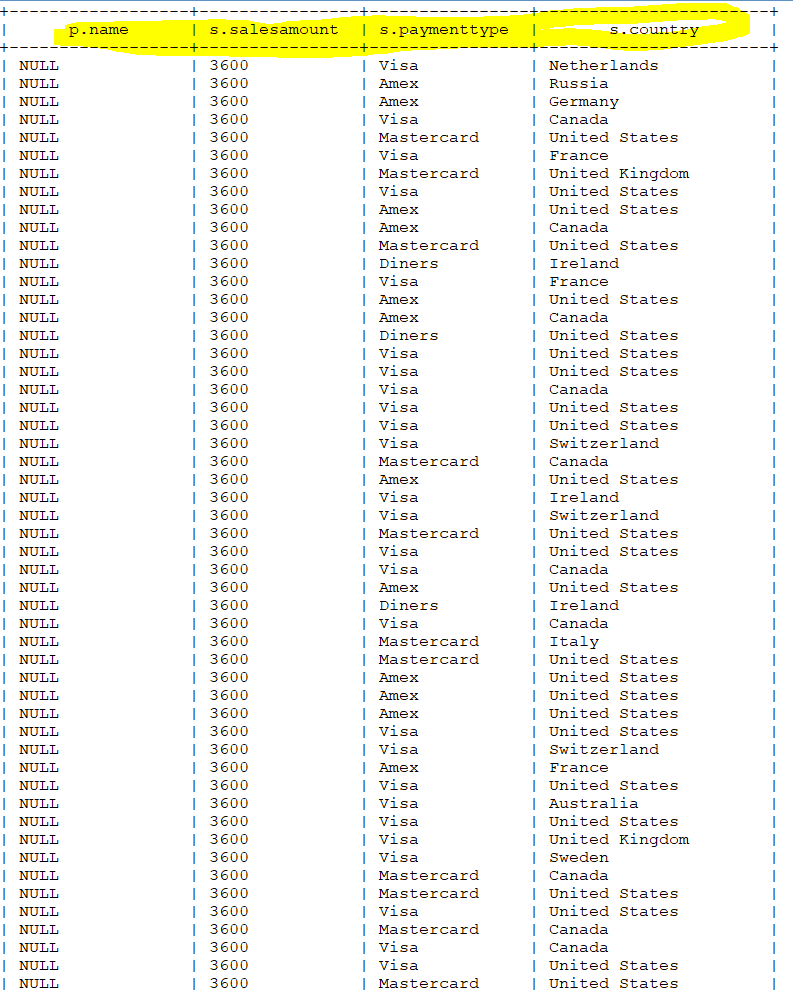 +-------------------+----------------+----------------+-----------------------+
| p.name | s.salesamount | s.paymenttype | s.country |
+-------------------+----------------+----------------+-----------------------+
| NULL | 3600 | Visa | Netherlands |
| NULL | 3600 | Amex | Russia |
| NULL | 3600 | Amex | Germany |
| NULL | 3600 | Visa | Canada |
| NULL | 3600 | Mastercard | United States |
| NULL | 3600 | Visa | France |
| NULL | 3600 | Mastercard | United Kingdom |
| NULL | 3600 | Visa | United States |
| NULL | 3600 | Amex | United States |
| NULL | 3600 | Amex | Canada |
| NULL | 3600 | Mastercard | United States |
| NULL | 3600 | Diners | Ireland |
| NULL | 3600 | Visa | France |
| NULL | 3600 | Amex | United States |
| NULL | 3600 | Amex | Canada |
| NULL | 3600 | Diners | United States |
| NULL | 3600 | Visa | United States |
| NULL | 3600 | Visa | United States |
| NULL | 3600 | Visa | Canada |
| NULL | 3600 | Visa | United States |
| NULL | 3600 | Visa | United States |
| NULL | 3600 | Visa | Switzerland |
| NULL | 3600 | Mastercard | Canada |
| NULL | 3600 | Amex | United States |
| NULL | 3600 | Visa | Ireland |
| NULL | 3600 | Visa | Switzerland |
| NULL | 3600 | Mastercard | United States |
| NULL | 3600 | Visa | United States |
| NULL | 3600 | Visa | Canada |
| NULL | 3600 | Amex | United States |
| NULL | 3600 | Diners | Ireland |
| NULL | 3600 | Visa | Canada |
| NULL | 3600 | Mastercard | Italy |
| NULL | 3600 | Mastercard | United States |
| NULL | 3600 | Amex | United States |
| NULL | 3600 | Amex | United States |
| NULL | 3600 | Amex | United States |
| NULL | 3600 | Visa | United States |
| NULL | 3600 | Visa | Switzerland |
| NULL | 3600 | Amex | France |
| NULL | 3600 | Visa | United States |
| NULL | 3600 | Visa | Australia |
| NULL | 3600 | Visa | United States |
| NULL | 3600 | Visa | United Kingdom |
| NULL | 3600 | Visa | Sweden |
| NULL | 3600 | Mastercard | Canada |
| NULL | 3600 | Mastercard | United States |
| NULL | 3600 | Visa | United States |
| NULL | 3600 | Mastercard | Canada |
| NULL | 3600 | Visa | Canada |
| NULL | 3600 | Visa | United States |
| NULL | 3600 | Mastercard | United States |